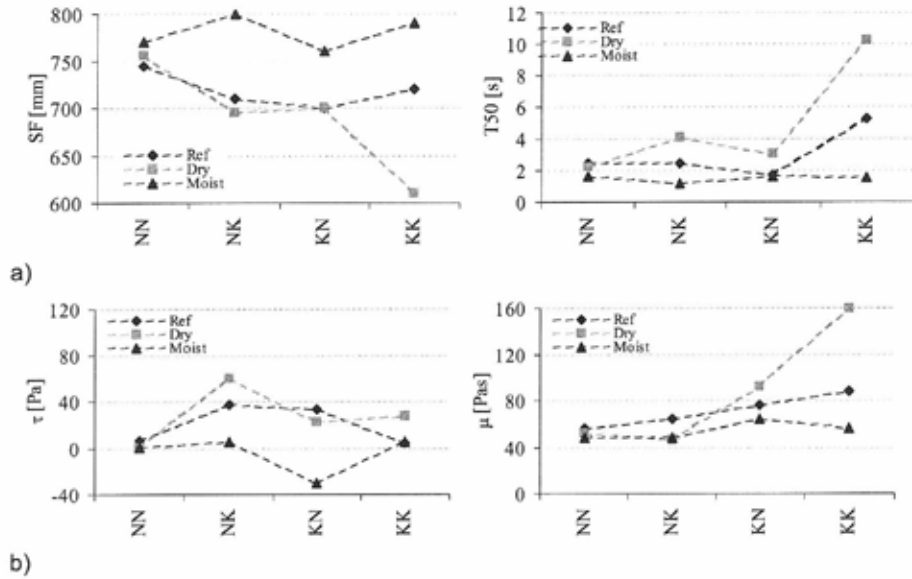 800
750
700
650
600
SF [mm]
Ref
Dry
Moist
NN
NK
KN
KK
12
10
8
6
4
2
0
T50 [s]
Ref
Dry
Moist
NN
NK
KN
KK
a)
120
80
40
0
-40
τ [Pa]
Ref
Dry
Moist
NN
NK
KN
KK
160
120
80
40
0
μ [Pas]
Ref
Dry
Moist
NN
NK
KN
KK
b)